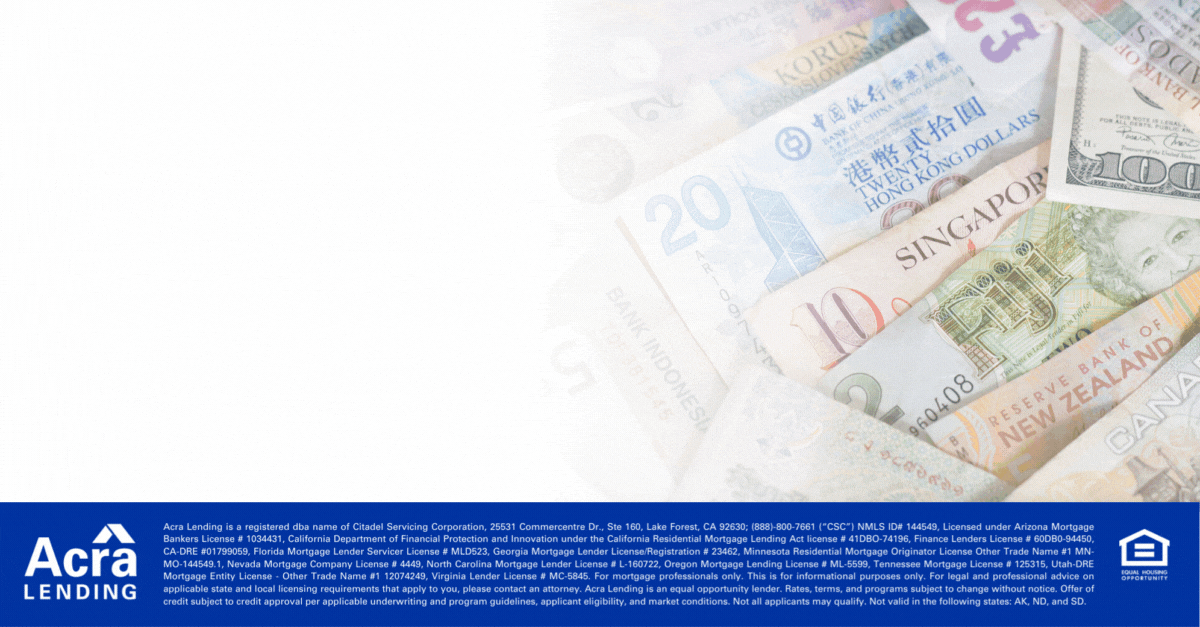 KORUN
ČESKOSLOVENSKÝCH
中国银行(香港)有限
BANK OF CHINA (HONG KONG)
港幣貳拾圓
TWENTY
HONG KONG DOLLARS
20
100
SINGAPOR
10
BANK INDONESIA
5
2
TWO
960408
RESERVE BANK OF
NEW ZEALAND
CANA
Acra
LENDING
Acra Lending is a registered dba name of Citadel Servicing Corporation, 25531 Commercentre Dr., Ste 160, Lake Forest, CA 92630; (888)-800-7661 (“CSC”) NMLS ID# 144549, Licensed under Arizona Mortgage
Bankers License # 1034431, California Department of Financial Protection and Innovation under the California Residential Mortgage Lending Act license # 41DBO-74196, Finance Lenders License # 60DB0-94450,
CA-DRE #01799059, Florida Mortgage Lender Servicer License # MLD523, Georgia Mortgage Lender License/Registration # 23462, Minnesota Residential Mortgage Originator License Other Trade Name #1 MN-
MO-144549.1, Nevada Mortgage Company License # 4449, North Carolina Mortgage Lender License # L-160722, Oregon Mortgage Lending License # ML-5599, Tennessee Mortgage License # 125315, Utah-DRE
Mortgage Entity License - Other Trade Name #1 12074249, Virginia Lender License # MC-5845. For mortgage professionals only. This is for informational purposes only. For legal and professional advice on
applicable state and local licensing requirements that apply to you, please contact an attorney. Acra Lending is an equal opportunity lender. Rates, terms, and programs subject to change without notice. Offer of
credit subject to credit approval per applicable underwriting and program guidelines, applicant eligibility, and market conditions. Not all applicants may qualify. Not valid in the following states: AK, ND, and SD.
EQUAL HOUSING
OPPORTUNITY